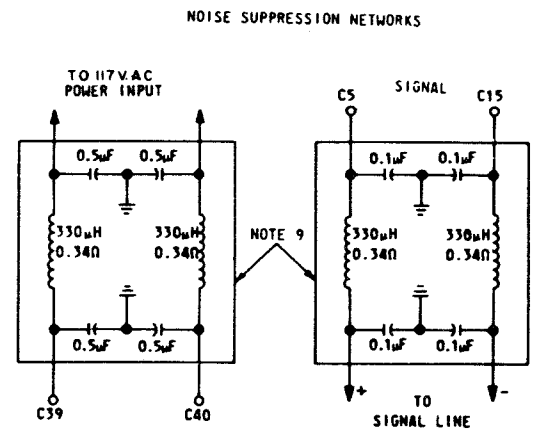 NOISE SUPPRESSION NETWORKS
TO 117V.AC
POWER INPUT
SIGNAL
C5
C15
0.5µF
0.5µF
0.1µF
0.1µF
330µH
0.34Ω
330µH
0.34Ω
NOTE 9
330µH
0.34Ω
330µH
0.34Ω
0.5µF
0.5µF
0.1µF
0.1µF
C39
C40
+
-
TO
SIGNAL LINE